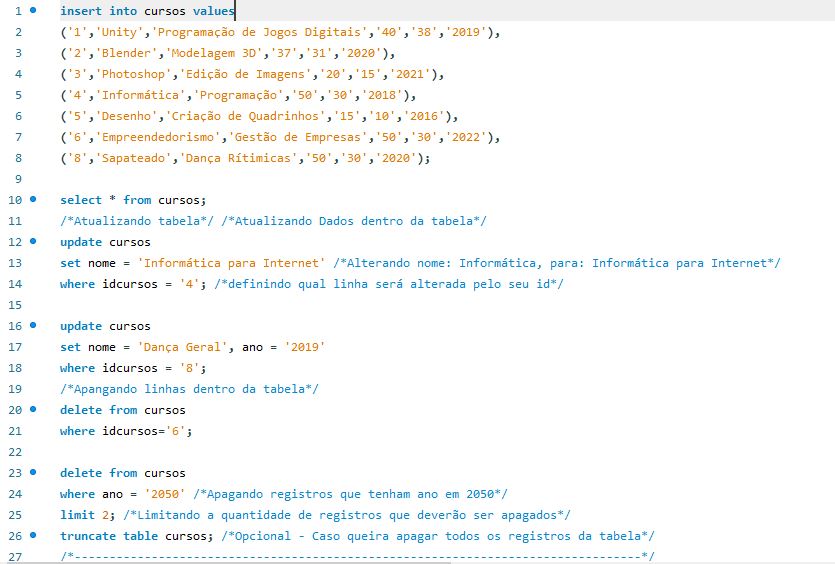 1 insert into cursos values
2 ('1','Unity','Programação de Jogos Digitais','40','38','2019'),
3 ('2','Blender','Modelagem 3D','37','31','2020'),
4 ('3','Photoshop','Edição de Imagens','20','15','2021'),
5 ('4','Informática','Programação','50','30','2018'),
6 ('5','Desenho','Criação de Quadrinhos','15','10','2016'),
7 ('6','Empreendedorismo','Gestão de Empresas','50','30','2022'),
8 ('8','Sapateado','Dança Rítimicas','50','30','2020');
9
10 select * from cursos;
11 /*Atualizando tabela*/ /*Atualizando Dados dentro da tabela*/
12 update cursos
13 set nome = 'Informática para Internet' /*Alterando nome: Informática, para: Informática para Internet*/
14 where idcursos = '4'; /*definindo qual linha será alterada pelo seu id*/
15
16 update cursos
17 set nome = 'Dança Geral', ano = '2019'
18 where idcursos = '8';
19 /*Apangando linhas dentro da tabela*/
20 delete from cursos
21 where idcursos='6';
22
23 delete from cursos
24 where ano = '2050' /*Apagando registros que tenham ano em 2050*/
25 limit 2; /*Limitando a quantidade de registros que deverão ser apagados*/
26 truncate table cursos; /*Opcional - Caso queira apagar todos os registros da tabela*/
27 /*-----------------------------------------------------------------------------*/